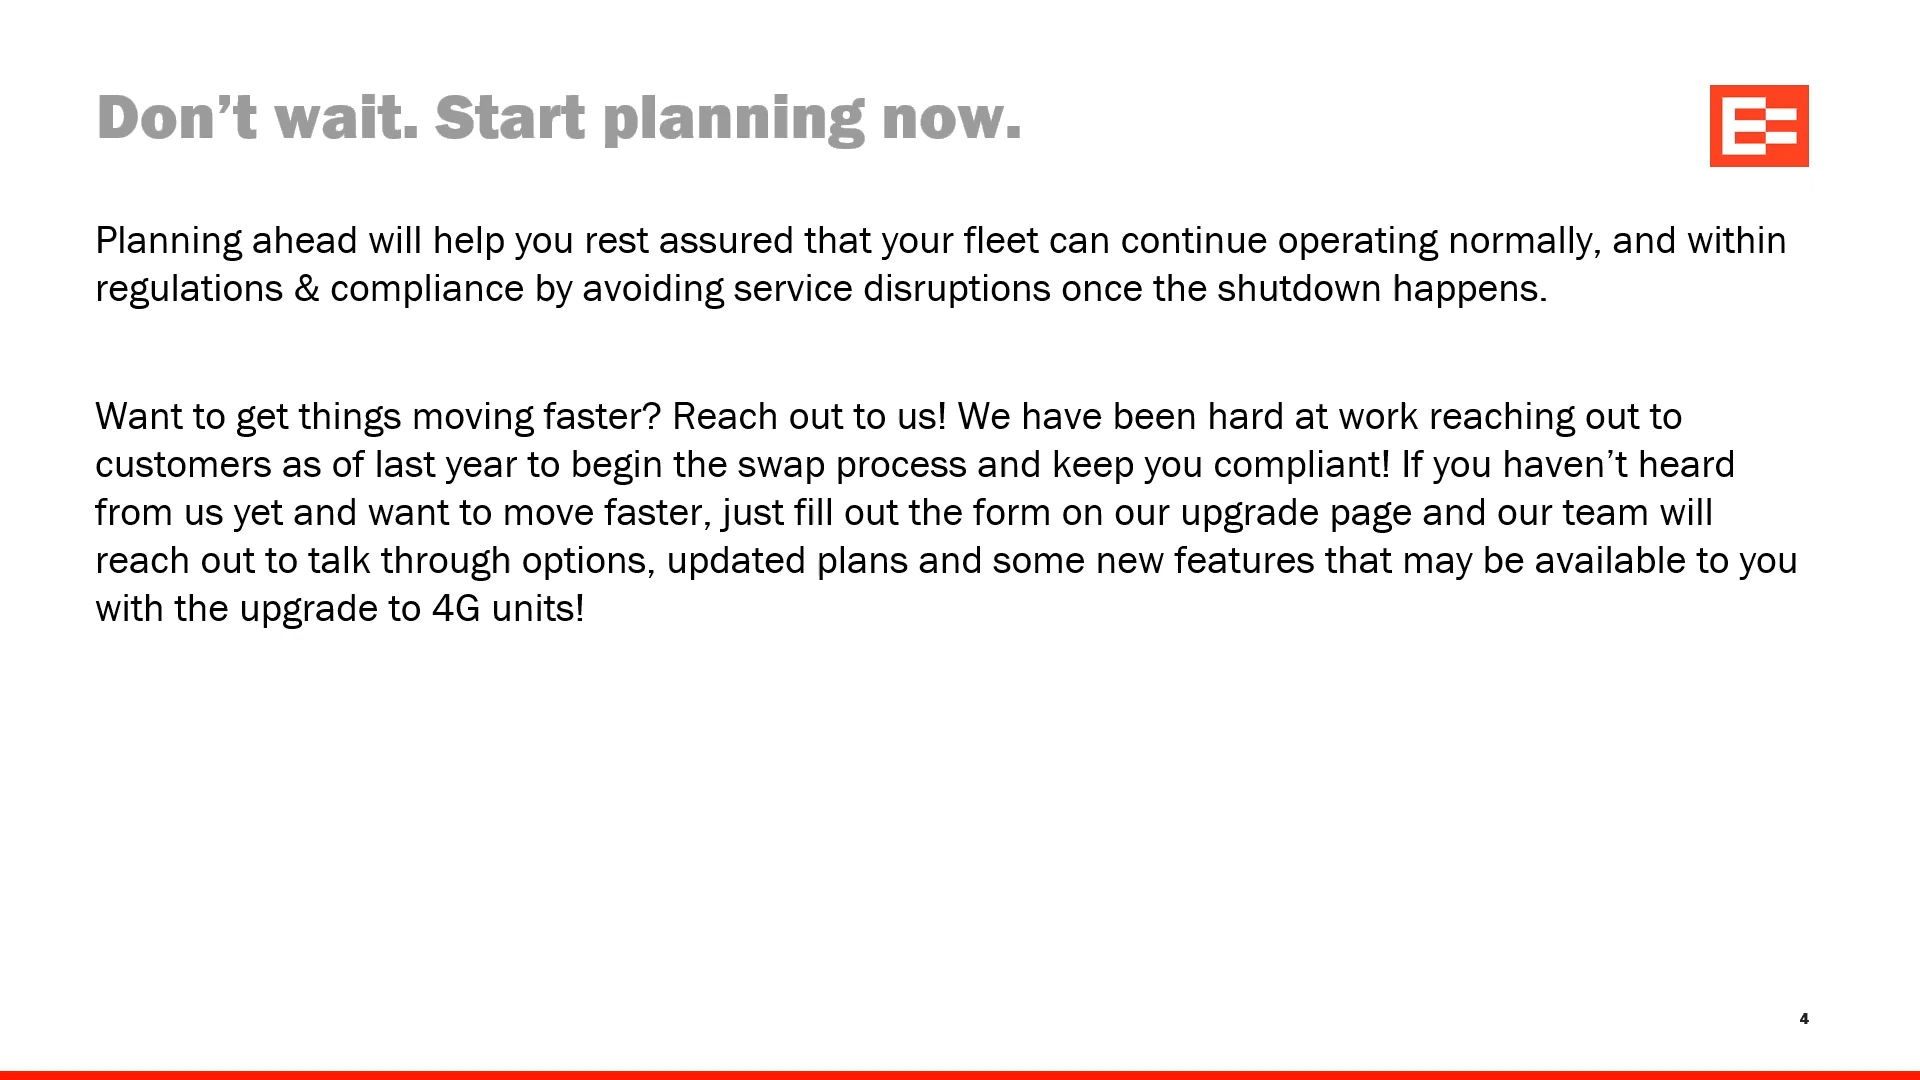 Don’t wait. Start planning now.
Planning ahead will help you rest assured that your fleet can continue operating normally, and within
regulations & compliance by avoiding service disruptions once the shutdown happens.
Want to get things moving faster? Reach out to us! We have been hard at work reaching out to
customers as of last year to begin the swap process and keep you compliant! If you haven’t heard
from us yet and want to move faster, just fill out the form on our upgrade page and our team will
reach out to talk through options, updated plans and some new features that may be available to you
with the upgrade to 4G units!
4